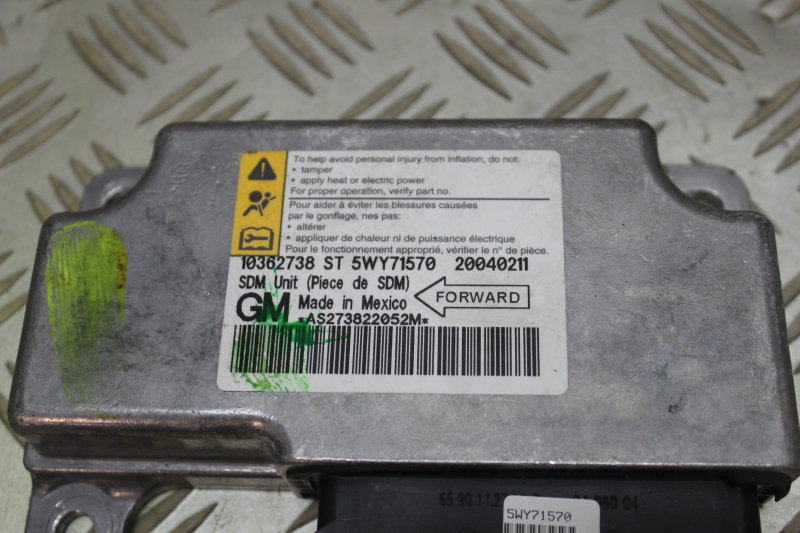 To help avoid personal injury from inflation, do not:
• tamper
• apply heat or electric power
For proper operation, verify part no.
Pour aider à éviter les blessures causées
par le gonflage, nes pas:
• altérer
• appliquer de chaleur ni de puissance électrique
Pour le fonctionnement approprié, vérifier le n° de pièce.
10362738 ST 5WY71570 20040211
SDM Unit (Piece de SDM)
GM Made in Mexico FORWARD
*AS273822052M*
5WY71570